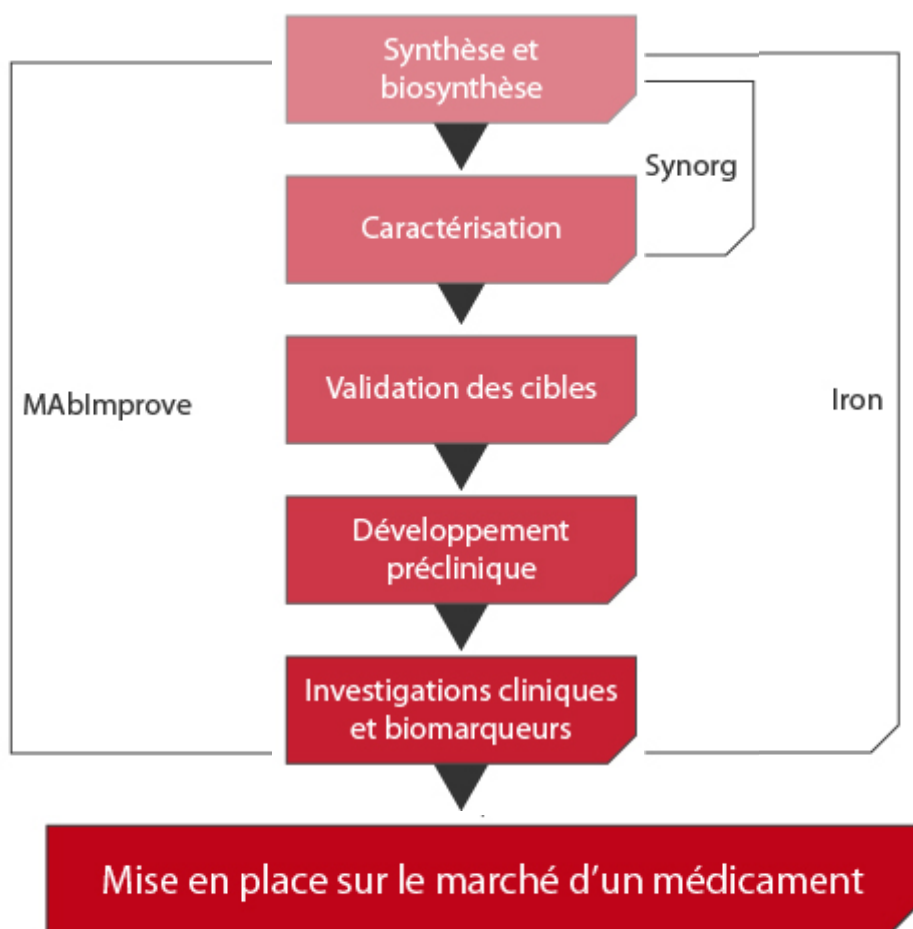 Synthèse et
biosynthèse
Synorg
Caractérisation
Validation des cibles
MAbImprove
Iron
Développement
préclinique
Investigations cliniques
et biomarqueurs
Mise en place sur le marché d’un médicament